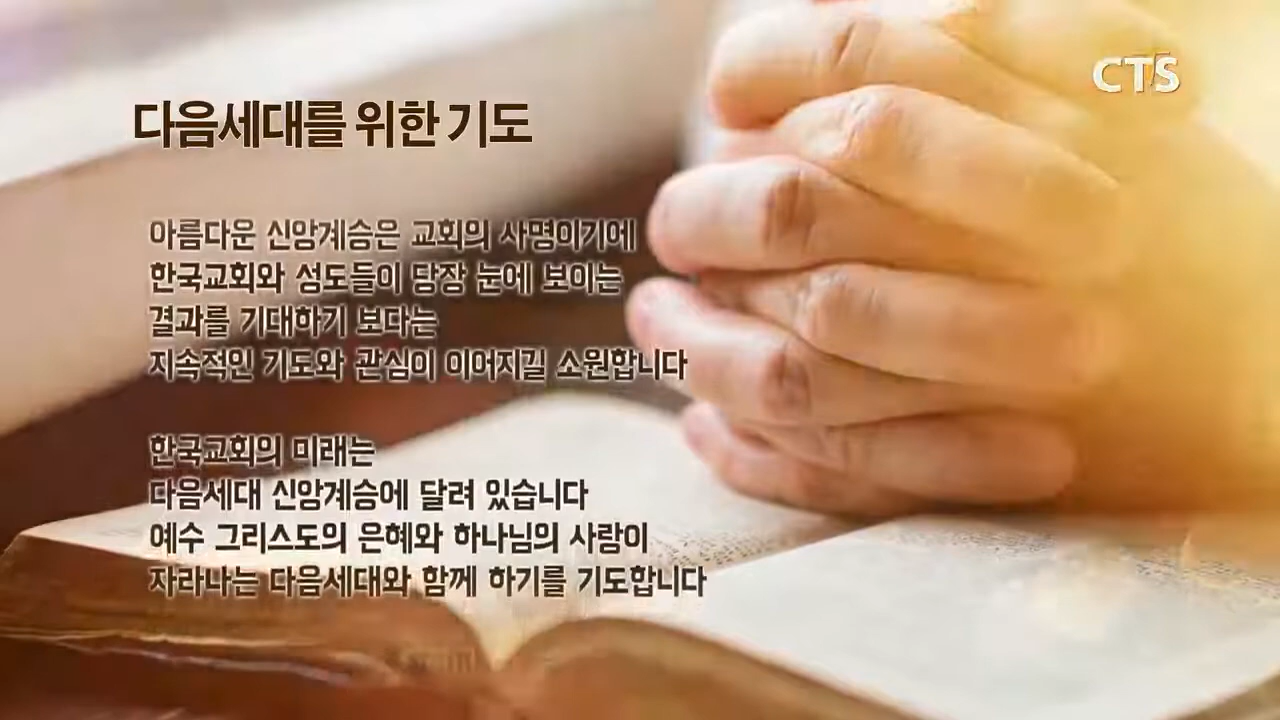 CTS
다음세대를 위한 기도
아름다운 신앙계승은 교회의 사명이기에
한국교회와 성도들이 당장 눈에 보이는
결과를 기대하기 보다는
지속적인 기도와 관심이 이어지길 소원합니다
한국교회의 미래는
다음세대 신앙계승에 달려 있습니다
예수 그리스도의 은혜와 하나님의 사랑이
자라나는 다음세대와 함께 하기를 기도합니다